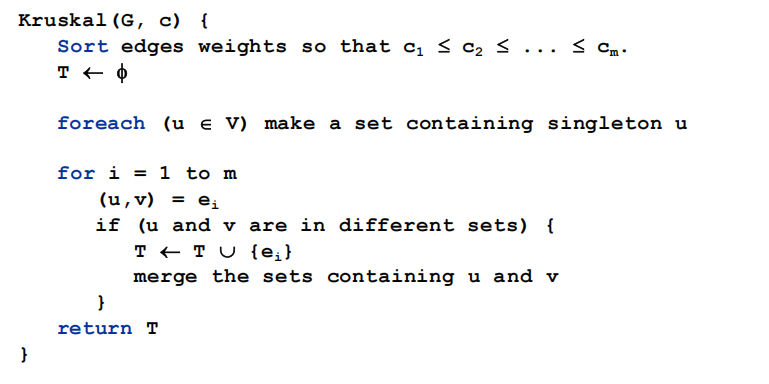 Kruskal(G, c) {
Sort edges weights so that c₁ ≤ c₂ ≤ ... ≤ cₘ.
T ← ϕ
foreach (u ∈ V) make a set containing singleton u
for i = 1 to m
(u,v) = eᵢ
if (u and v are in different sets) {
T ← T ∪ {eᵢ}
merge the sets containing u and v
}
return T
}